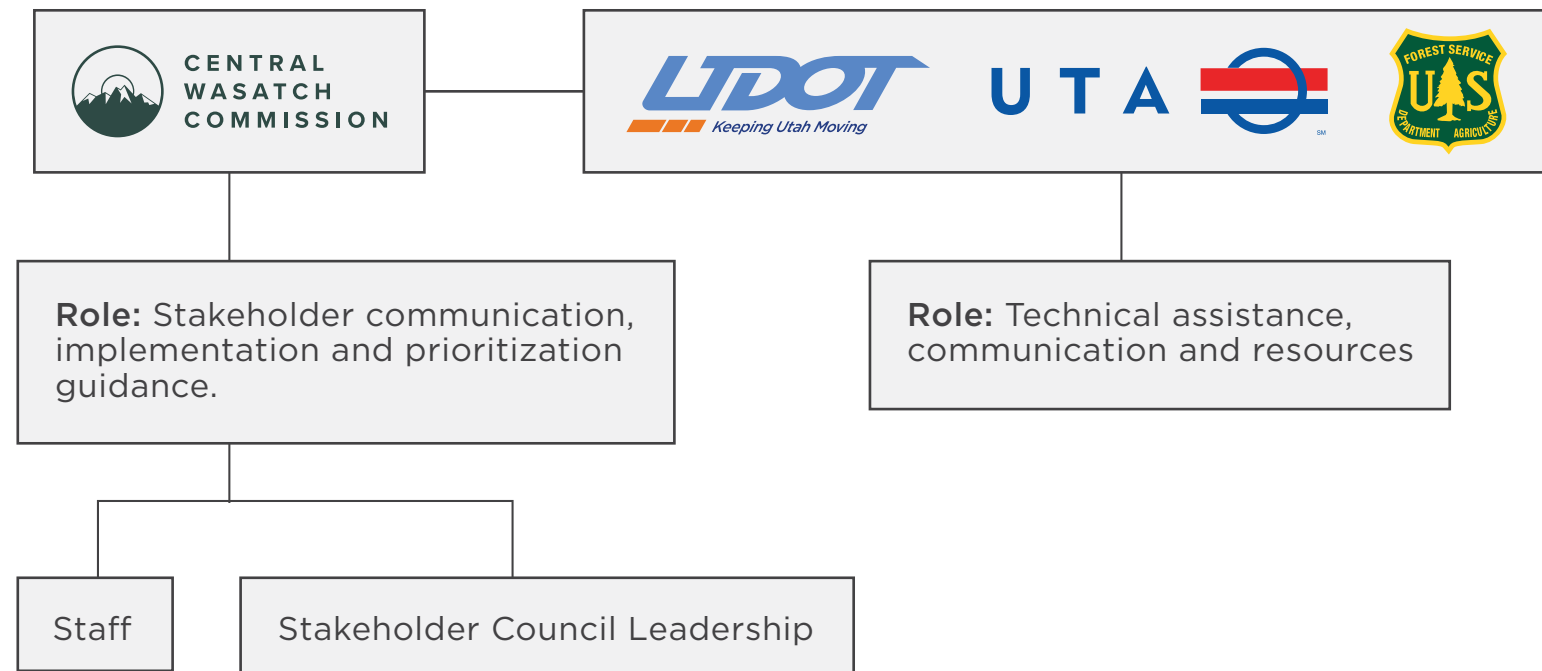 CENTRAL
WASATCH
COMMISSION
UDOT
Keeping Utah Moving
UTA
SM
FOREST SERVICE
US
DEPARTMENT AGRICULTURE
Role: Stakeholder communication,
implementation and prioritization
guidance.
Role: Technical assistance,
communication and resources
Staff
Stakeholder Council Leadership